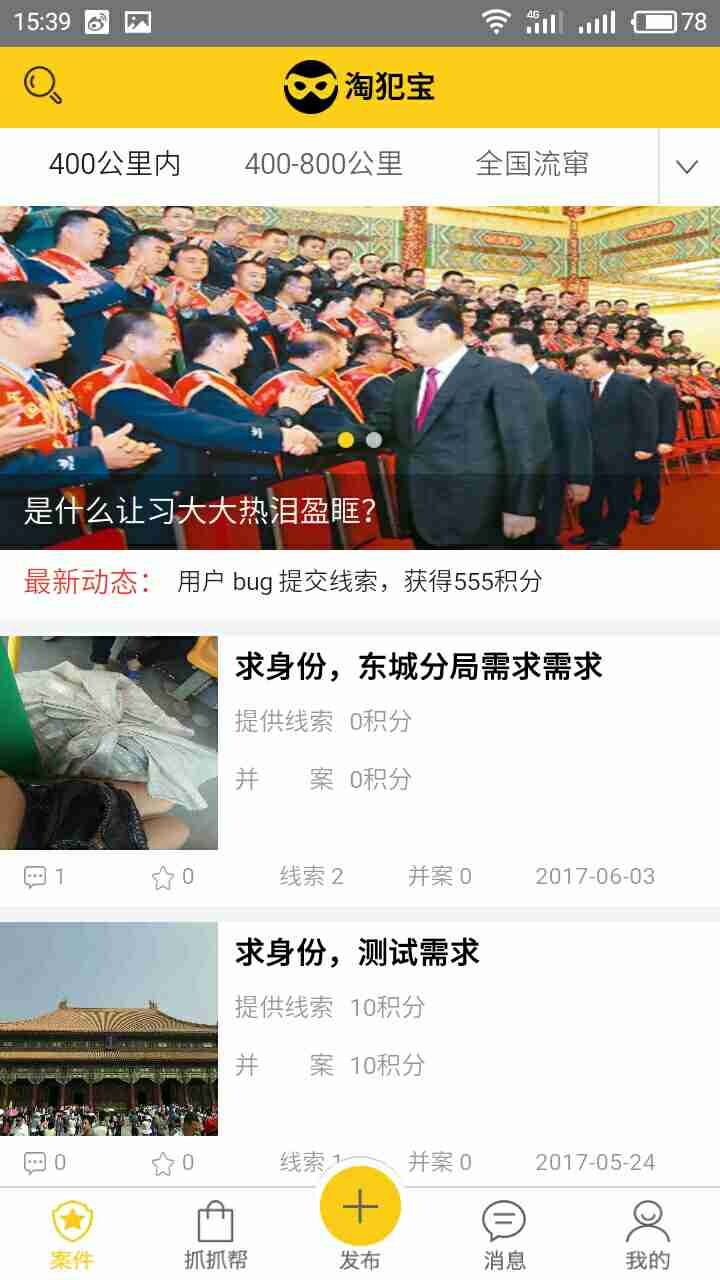 15:39
4G
78
淘犯宝
400公里内
400-800公里
全国流窜
是什么让习大大热泪盈眶？
最新动态：
用户 bug 提交线索，获得555积分
求身份，东城分局需求需求
提供线索 0积分
并 案 0积分
1
0
线索 2
并案 0
2017-06-03
求身份，测试需求
提供线索 10积分
并 案 10积分
0
0
线索 1
并案 0
2017-05-24
案件
抓抓帮
发布
消息
我的